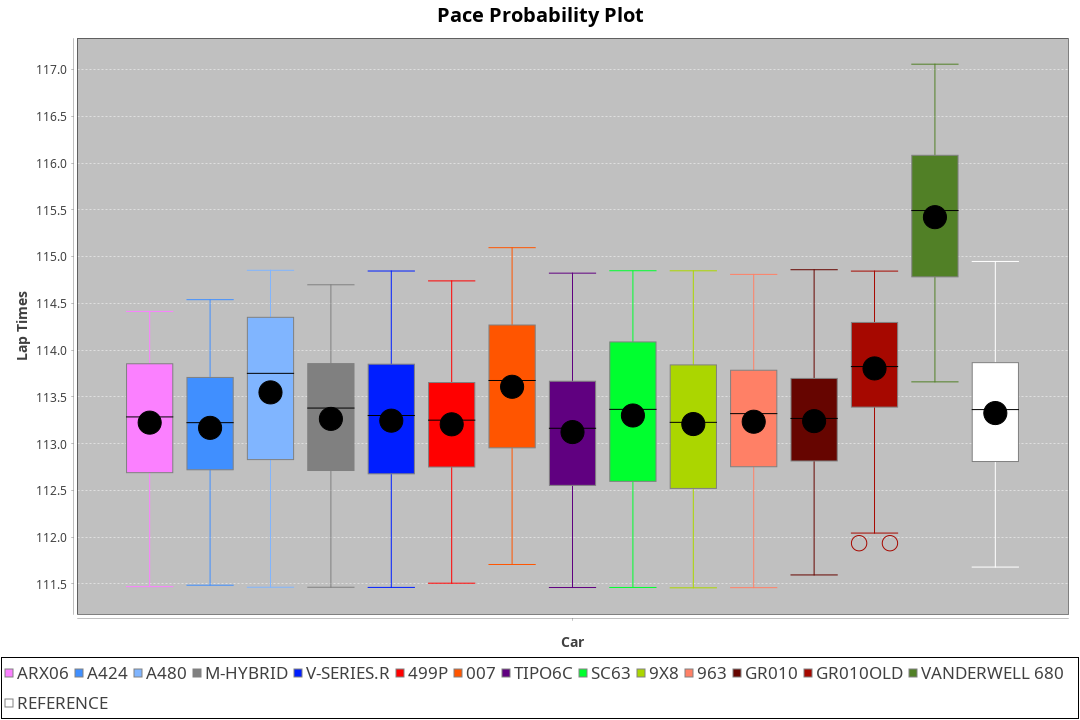 Pace Probability Plot
117.0
116.5
116.0
115.5
115.0
114.5
114.0
113.5
113.0
112.5
112.0
111.5
Lap Times
Car
ARX06 A424 A480 M-HYBRID V-SERIES.R 499P 007 TIPO6C SC63 9X8 963 GR010 GR010OLD VANDERWELL 680
REFERENCE